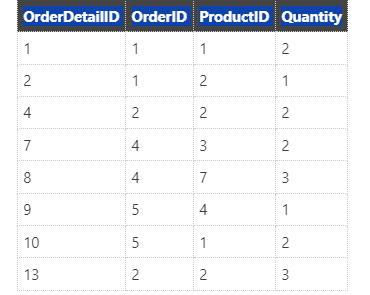 OrderDetailID OrderID ProductID Quantity
1 1 1 2
2 1 2 1
4 2 2 2
7 4 3 2
8 4 7 3
9 5 4 1
10 5 1 2
13 2 2 3